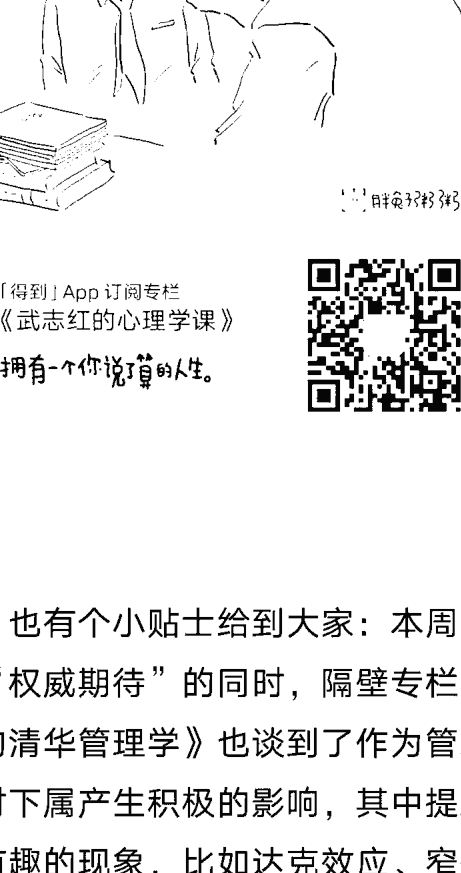 胖兔子粥粥
「得到」App 订阅专栏
《武志红的心理学课》
拥有一个你说了算的人生。
也有个小贴士给到大家：本周
“权威期待”的同时，隔壁专栏
的清华管理学》也谈到了作为管
对下属产生积极的影响，其中提
有趣的现象，比如达克效应、窄